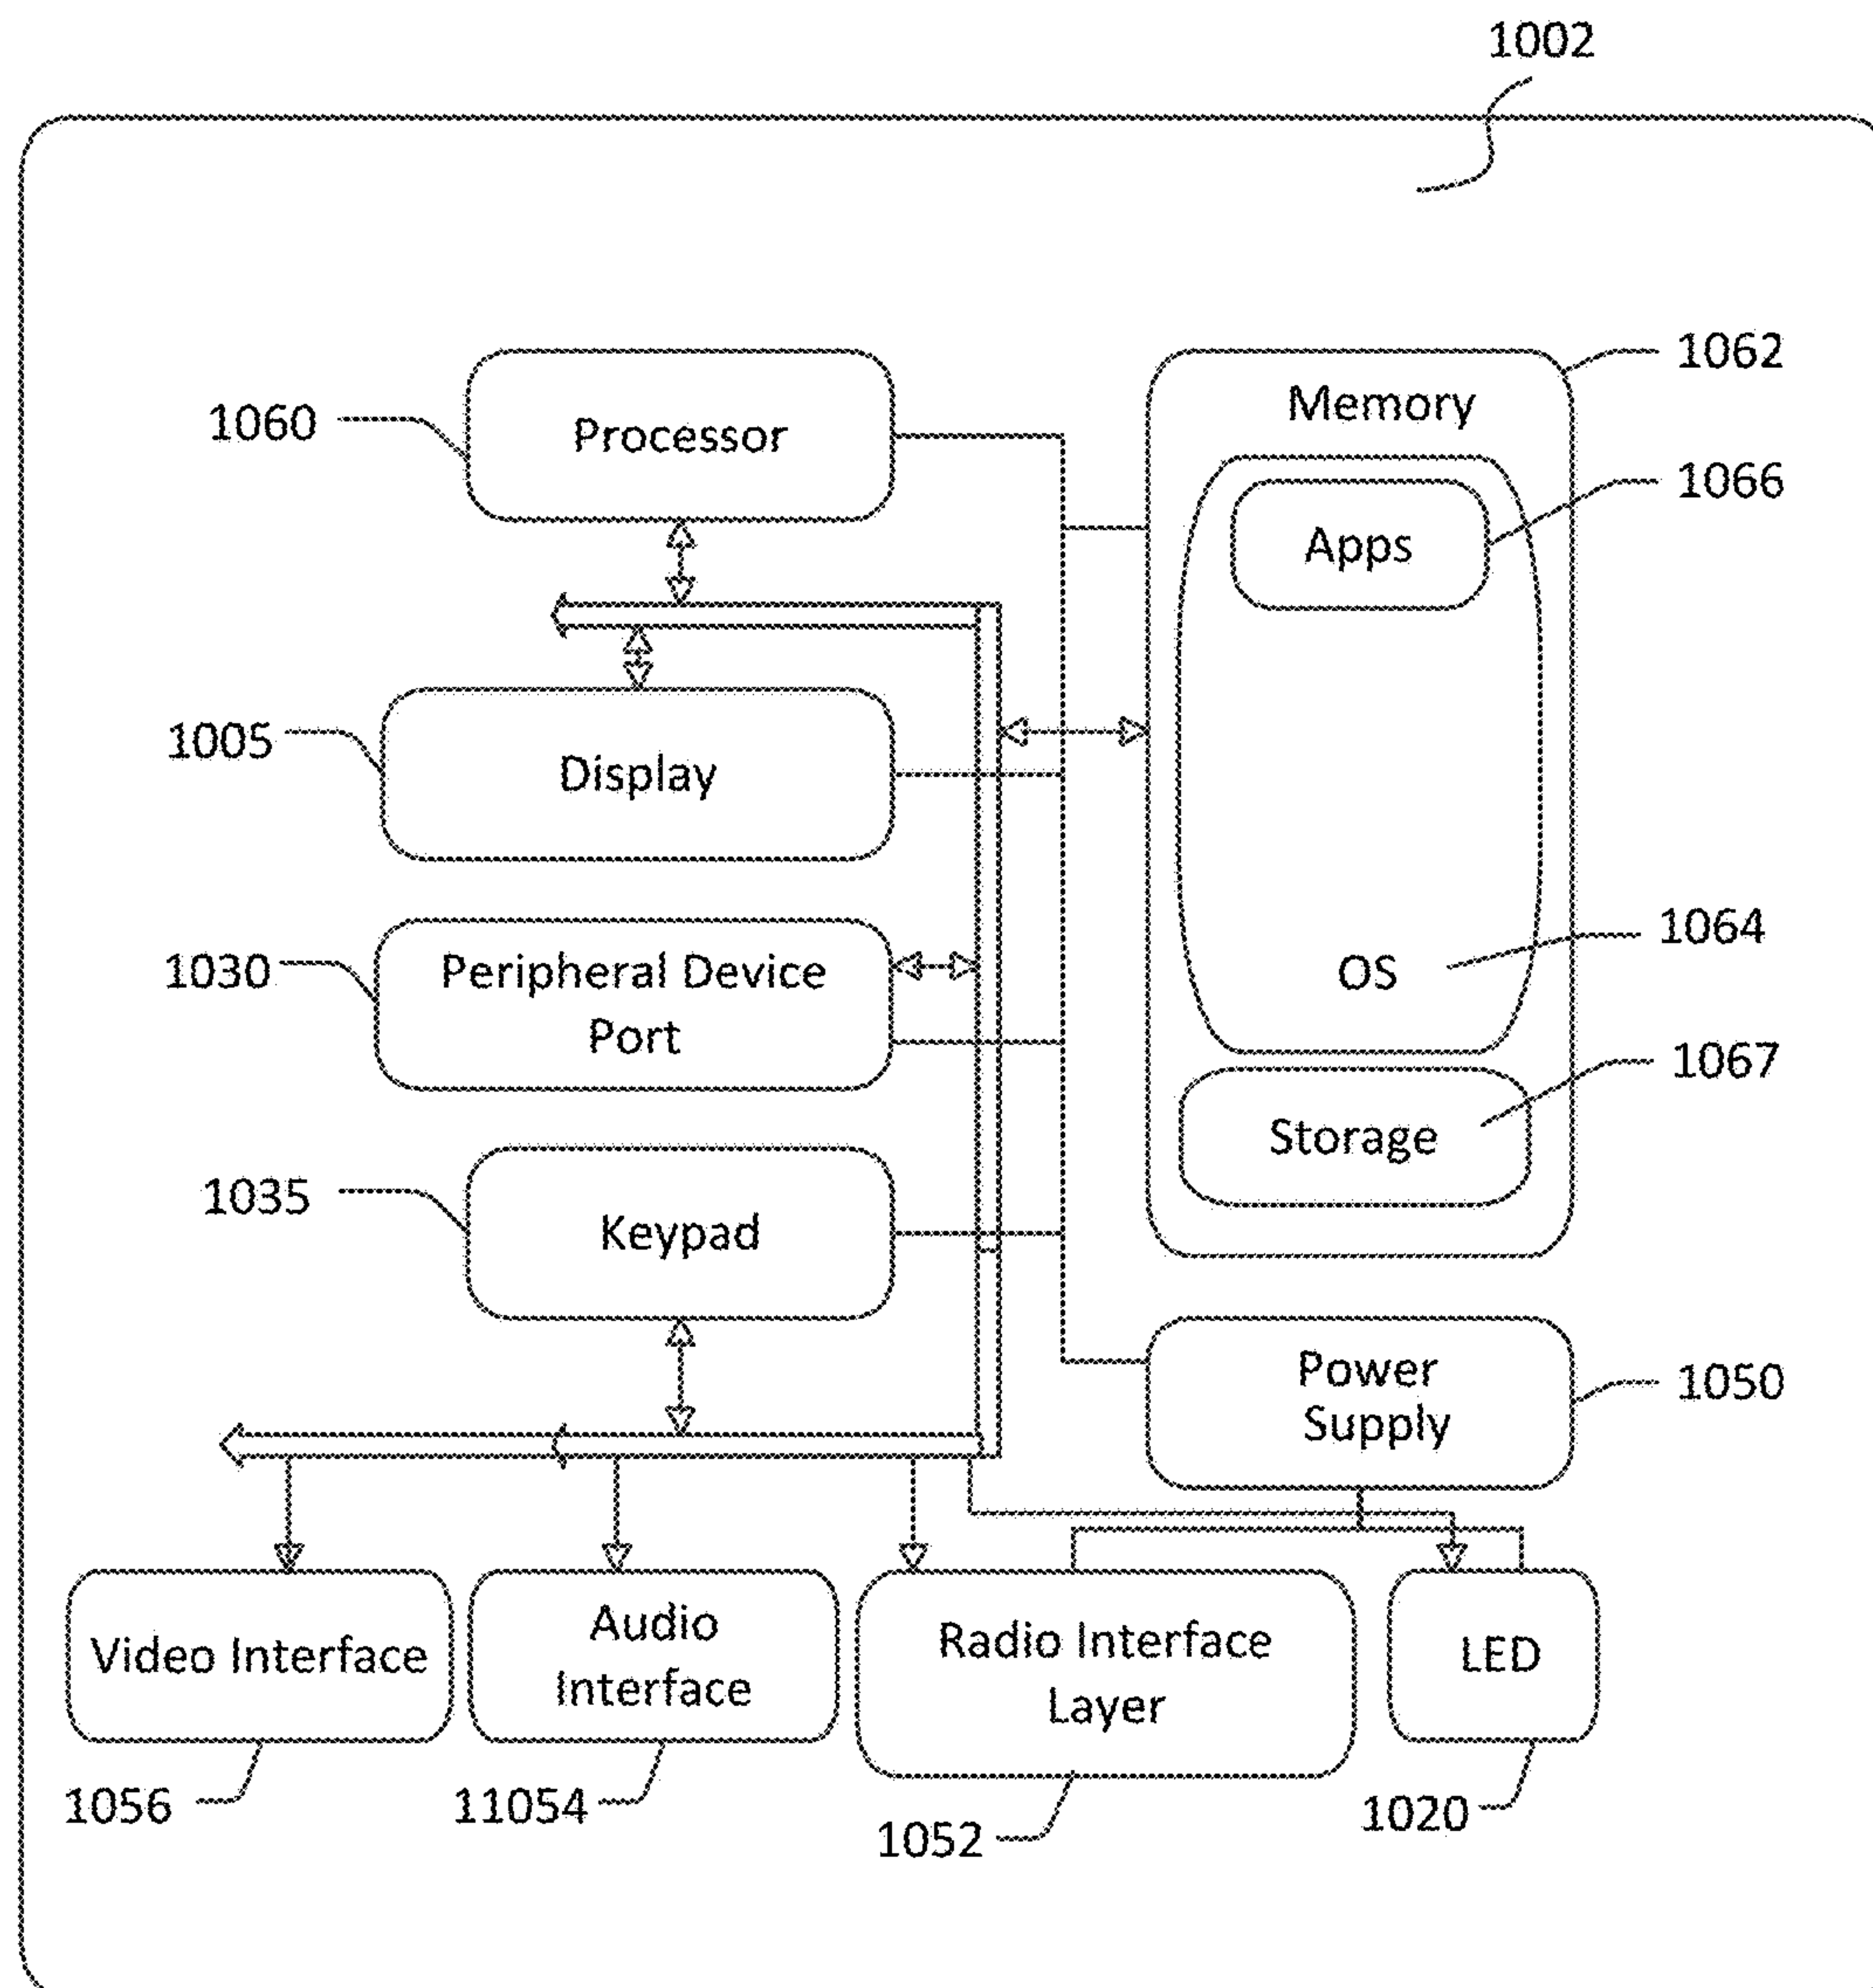 1002
1060
Processor
Memory
1062
Apps
1066
1005
Display
1030
Peripheral Device
Port
OS
1064
Storage
1067
1035
Keypad
Power
Supply
1050
Video Interface
Audio
Interface
Radio Interface
Layer
LED
1056
11054
1052
1020